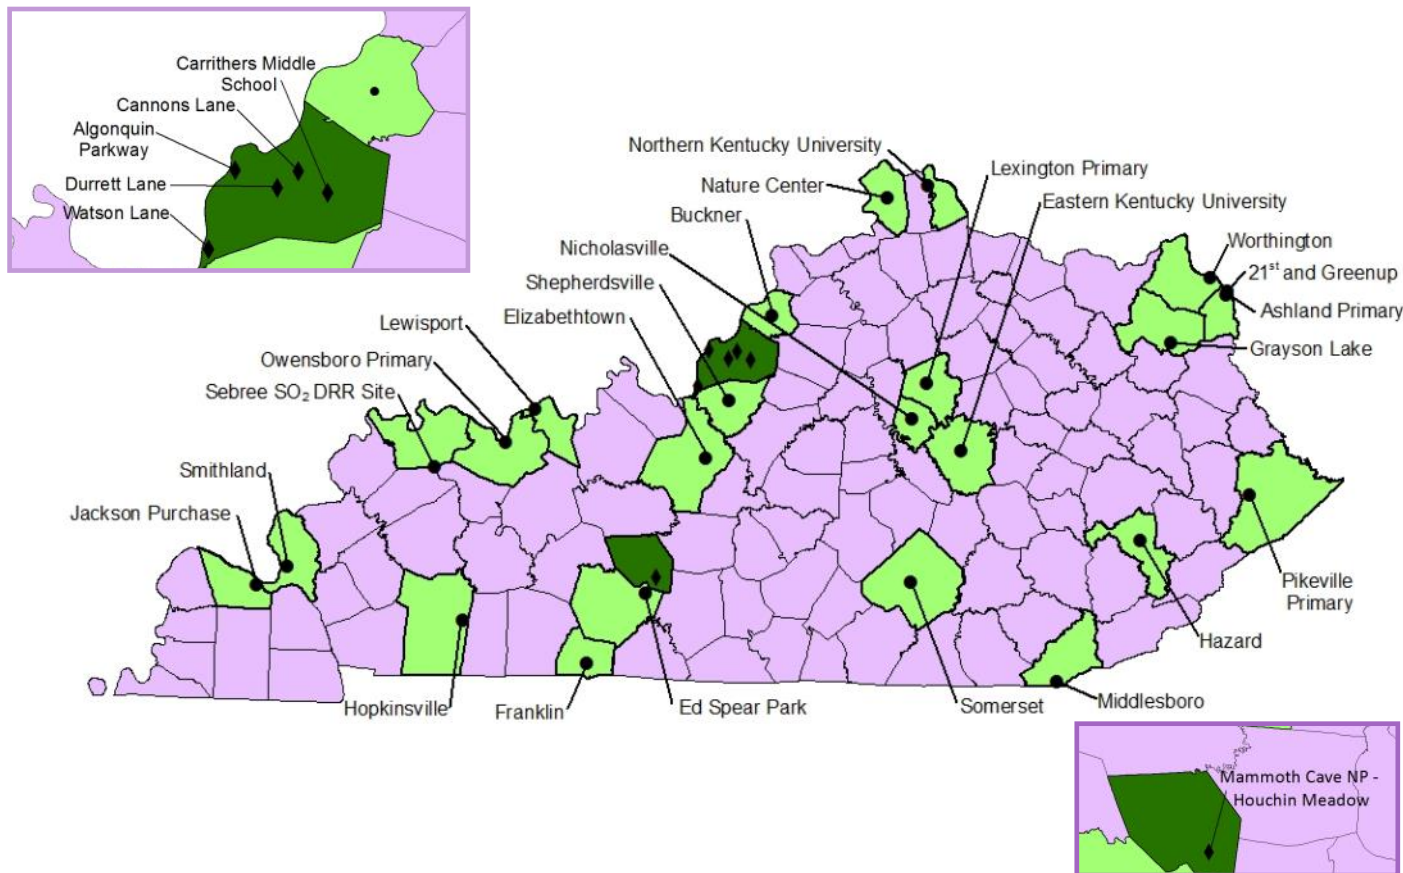 Carrithers Middle
School
Cannons Lane
Algonquin
Parkway
Durrett Lane
Watson Lane
Northern Kentucky University
Nature Center
Buckner
Nicholasville
Shepherdsville
Elizabethtown
Lewisport
Owensboro Primary
Sebree SO₂ DRR Site
Smithland
Jackson Purchase
Lexington Primary
Eastern Kentucky University
Worthington
21ˢᵗ and Greenup
Ashland Primary
Grayson Lake
Pikeville
Primary
Hazard
Middlesboro
Somerset
Ed Spear Park
Franklin
Hopkinsville
Mammoth Cave NP -
Houchin Meadow